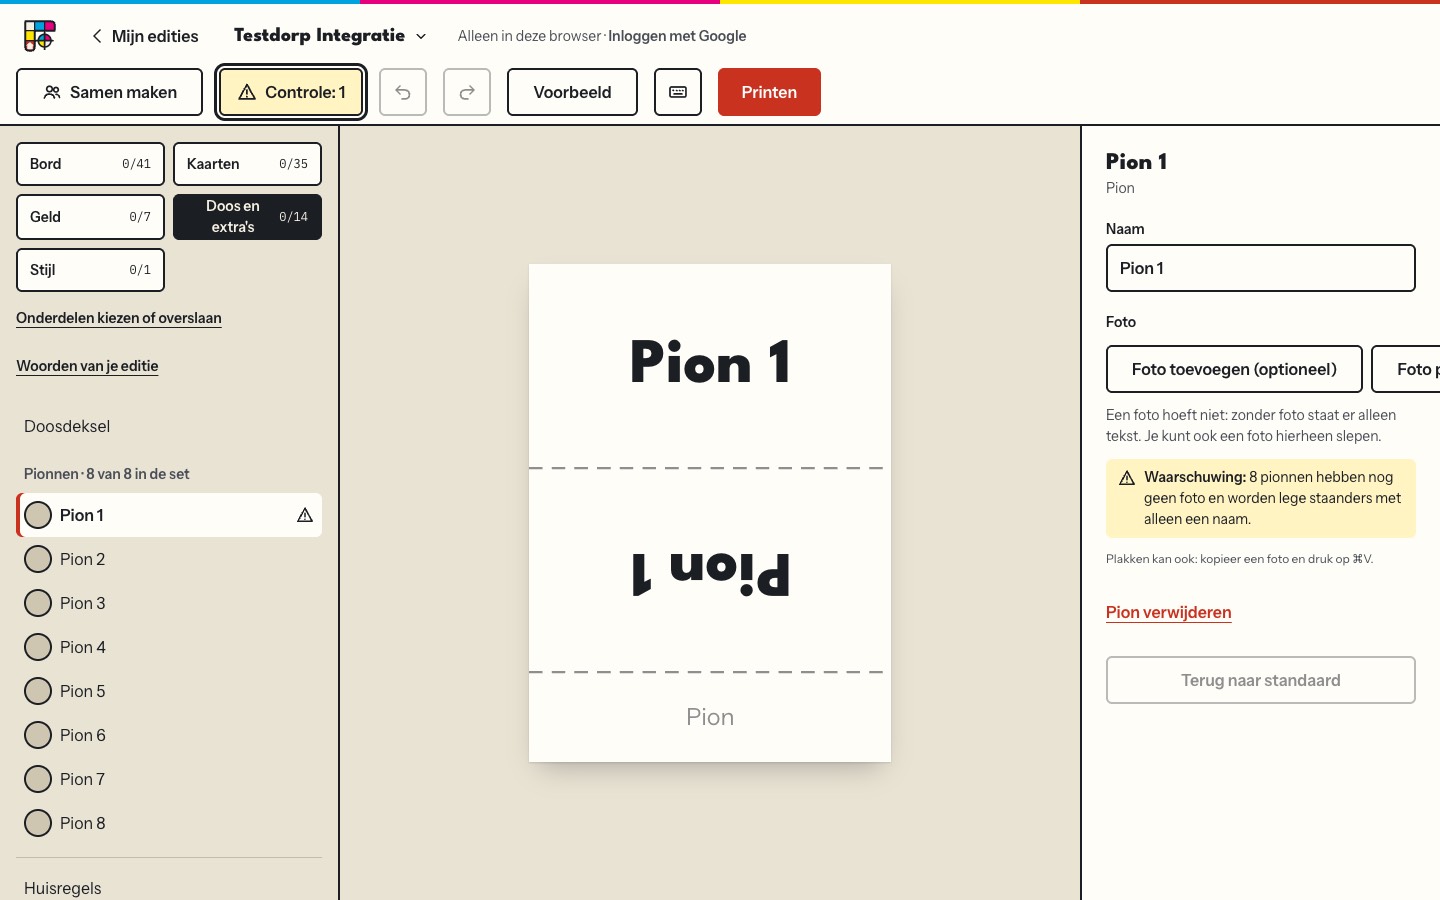 Mijn edities
Testdorp Integratie
Alleen in deze browser · Inloggen met Google
Samen maken
Controle: 1
Voorbeeld
Printen
Bord 0/41
Kaarten 0/35
Geld 0/7
Doos en
extra's 0/14
Stijl 0/1
Onderdelen kiezen of overslaan
Woorden van je editie
Doosdeksel
Pionnen · 8 van 8 in de set
Pion 1
Pion 2
Pion 3
Pion 4
Pion 5
Pion 6
Pion 7
Pion 8
Huisregels
Pion 1
Pion 1
Pion
Pion 1
Pion
Naam
Pion 1
Foto
Foto toevoegen (optioneel)
Foto
Een foto hoeft niet: zonder foto staat er alleen
tekst. Je kunt ook een foto hierheen slepen.
Waarschuwing: 8 pionnen hebben nog
geen foto en worden lege staanders met
alleen een naam.
Plakken kan ook: kopieer een foto en druk op ⌘V.
Pion verwijderen
Terug naar standaard